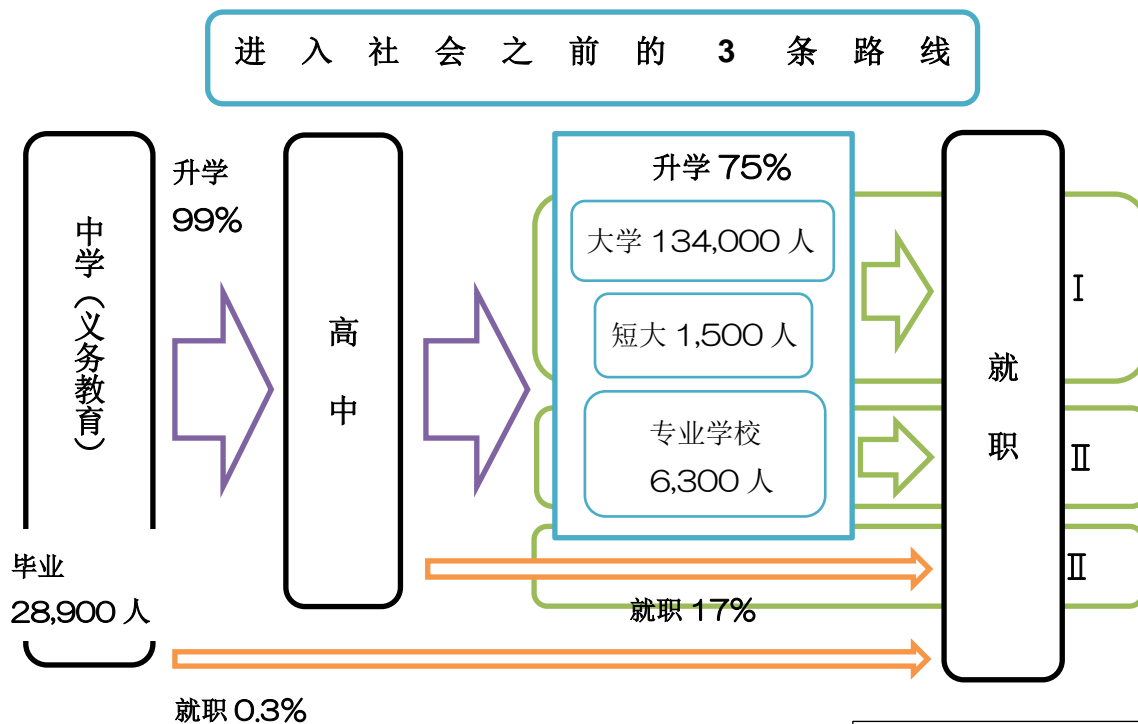 进入社会之前的 3 条路线
中学（义务教育）
升学
99%
高中
升学 75%
大学 134,000 人
短大 1,500 人
专业学校
6,300 人
就职
Ⅰ
Ⅱ
Ⅱ
毕业
28,900 人
就职 17%
就职 0.3%